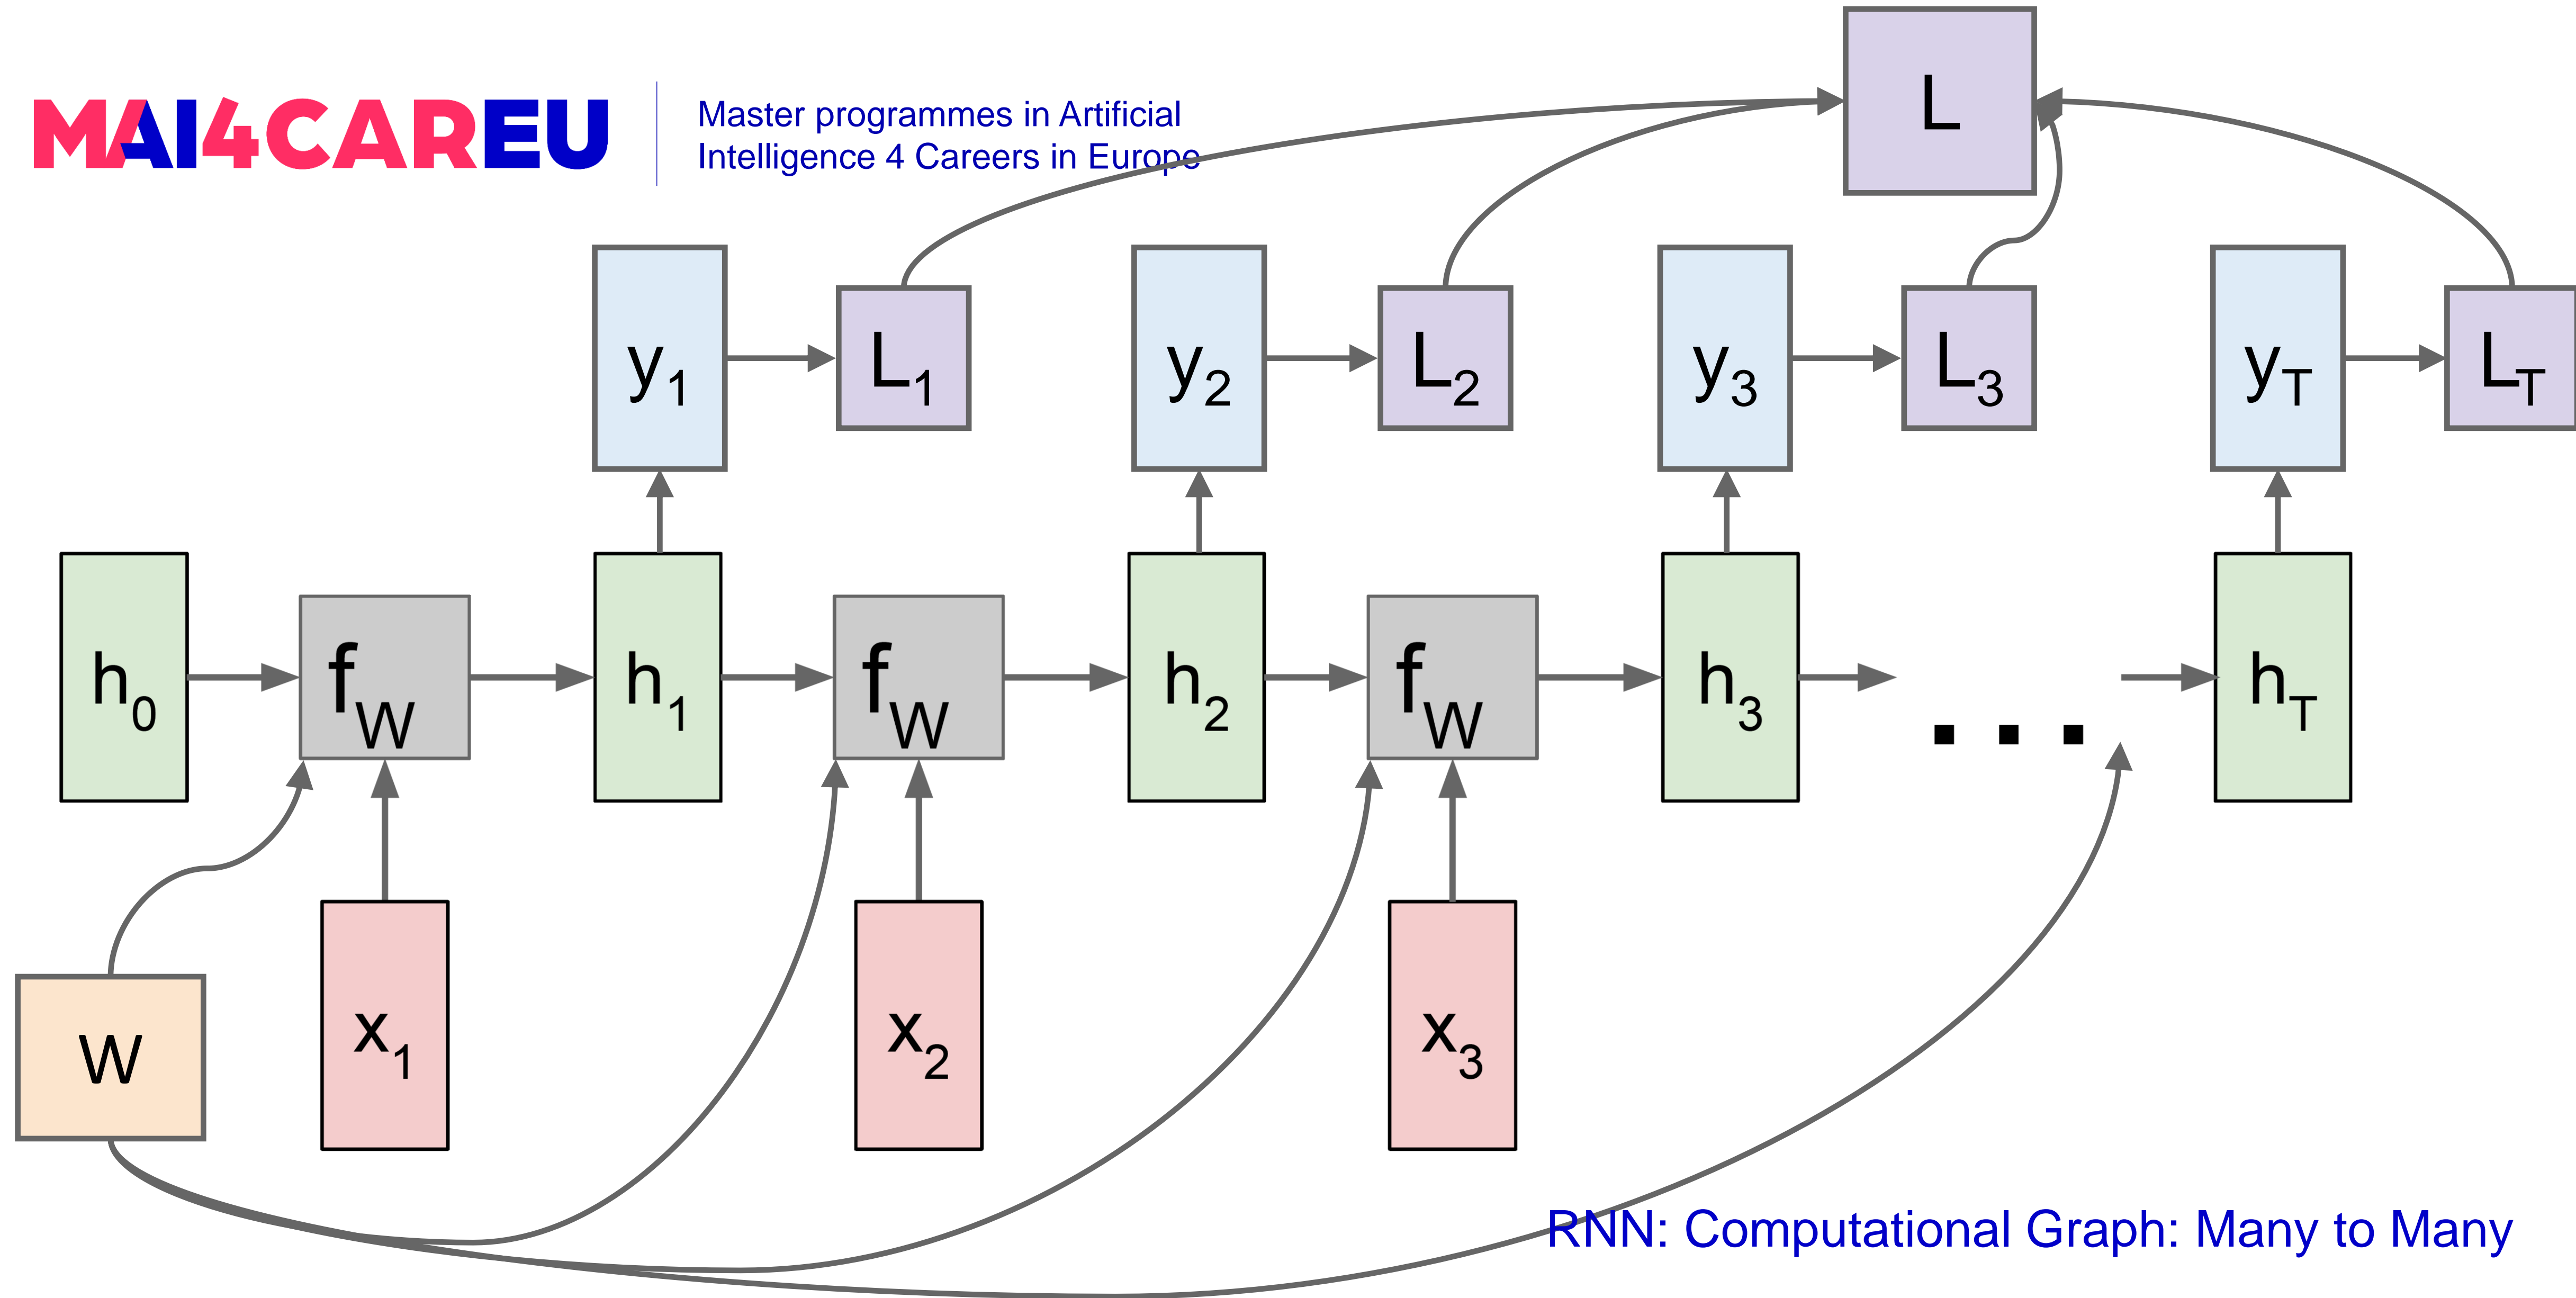 MAI4CAREU
Master programmes in Artificial
Intelligence 4 Careers in Europe
L
y1 L1 y2 L2 y3 L3 yT LT
h0 fW h1 fW h2 fW h3 ... hT
W x1 x2 x3
RNN: Computational Graph: Many to Many